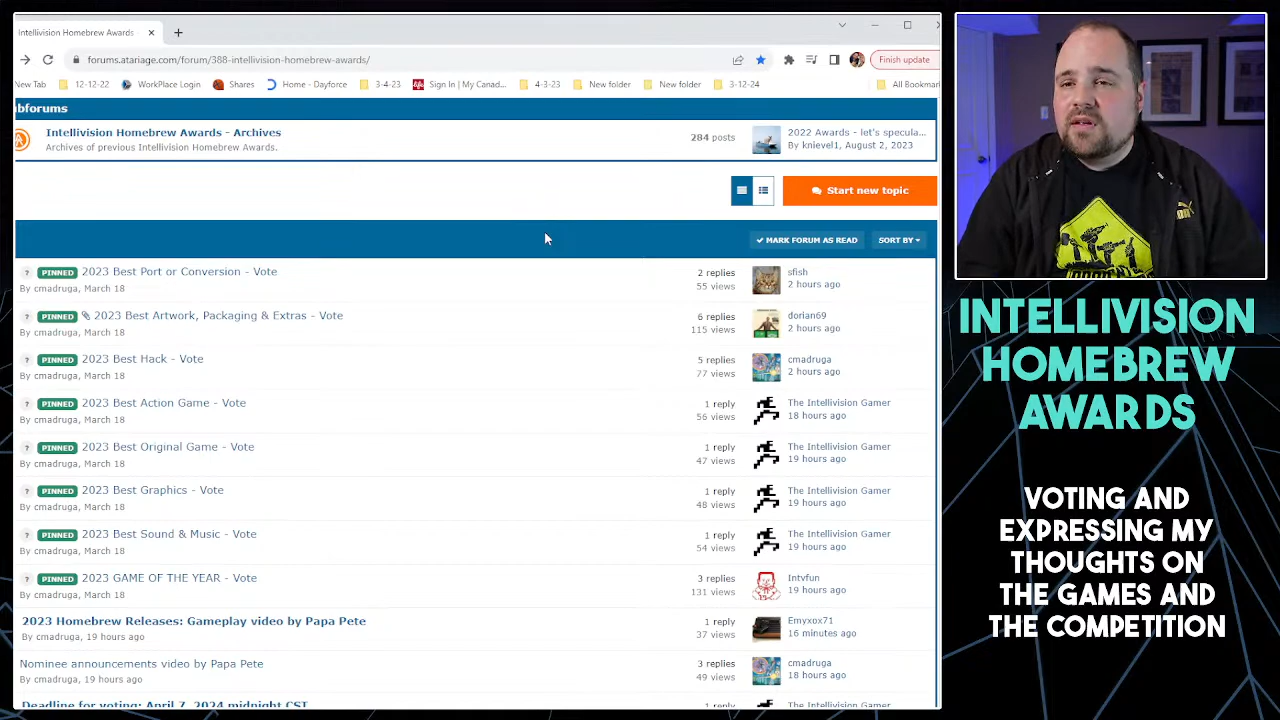 Intellivision Homebrew Awards
forums.atariage.com/forum/388-intellivision-homebrew-awards/
Finish update
New Tab
12-12-22
WorkPlace Login
Shares
Home - Dayforce
3-4-23
Sign In | My Canad...
4-3-23
New folder
New folder
3-12-24
All Bookmar
bforums
Intellivision Homebrew Awards - Archives
Archives of previous Intellivision Homebrew Awards.
284 posts
2022 Awards - let's specula...
By knievel1, August 2, 2023
Start new topic
MARK FORUM AS READ
SORT BY
PINNED 2023 Best Port or Conversion - Vote
By cmadruga, March 18
2 replies
55 views
sfish
2 hours ago
PINNED 2023 Best Artwork, Packaging & Extras - Vote
By cmadruga, March 18
6 replies
115 views
dorian69
2 hours ago
PINNED 2023 Best Hack - Vote
By cmadruga, March 18
5 replies
77 views
cmadruga
2 hours ago
PINNED 2023 Best Action Game - Vote
By cmadruga, March 18
1 reply
56 views
The Intellivision Gamer
18 hours ago
PINNED 2023 Best Original Game - Vote
By cmadruga, March 18
1 reply
47 views
The Intellivision Gamer
19 hours ago
PINNED 2023 Best Graphics - Vote
By cmadruga, March 18
1 reply
48 views
The Intellivision Gamer
19 hours ago
PINNED 2023 Best Sound & Music - Vote
By cmadruga, March 18
1 reply
54 views
The Intellivision Gamer
19 hours ago
PINNED 2023 GAME OF THE YEAR - Vote
By cmadruga, March 18
3 replies
131 views
Intvfun
19 hours ago
2023 Homebrew Releases: Gameplay video by Papa Pete
By cmadruga, 19 hours ago
1 reply
37 views
Emyxox71
16 minutes ago
Nominee announcements video by Papa Pete
By cmadruga, 19 hours ago
3 replies
49 views
cmadruga
18 hours ago
Deadline for voting: April 7, 2024 midnight CST
1 reply
The Intellivision Gamer
INTELLIVISION
HOMEBREW
AWARDS
VOTING AND
EXPRESSING MY
THOUGHTS ON
THE GAMES AND
THE COMPETITION